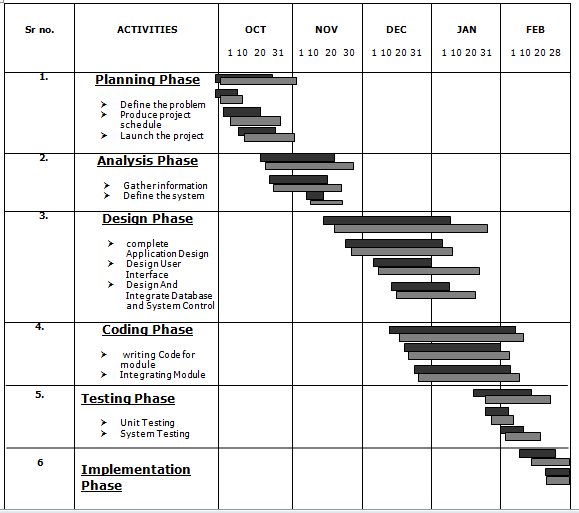 Sr no. ACTIVITIES OCT NOV DEC JAN FEB
1 10 20 31 1 10 20 30 1 10 20 31 1 10 20 31 1 10 20 28
1. Planning Phase
➤ Define the problem
➤ Produce project
schedule
➤ Launch the project
2. Analysis Phase
➤ Gather information
➤ Define the system
3. Design Phase
➤ complete
Application Design
➤ Design User
Interface
➤ Design And
Integrate Database
and System Control
4. Coding Phase
➤ writing Code for
module
➤ Integrating Module
5. Testing Phase
➤ Unit Testing
➤ System Testing
6 Implementation
Phase